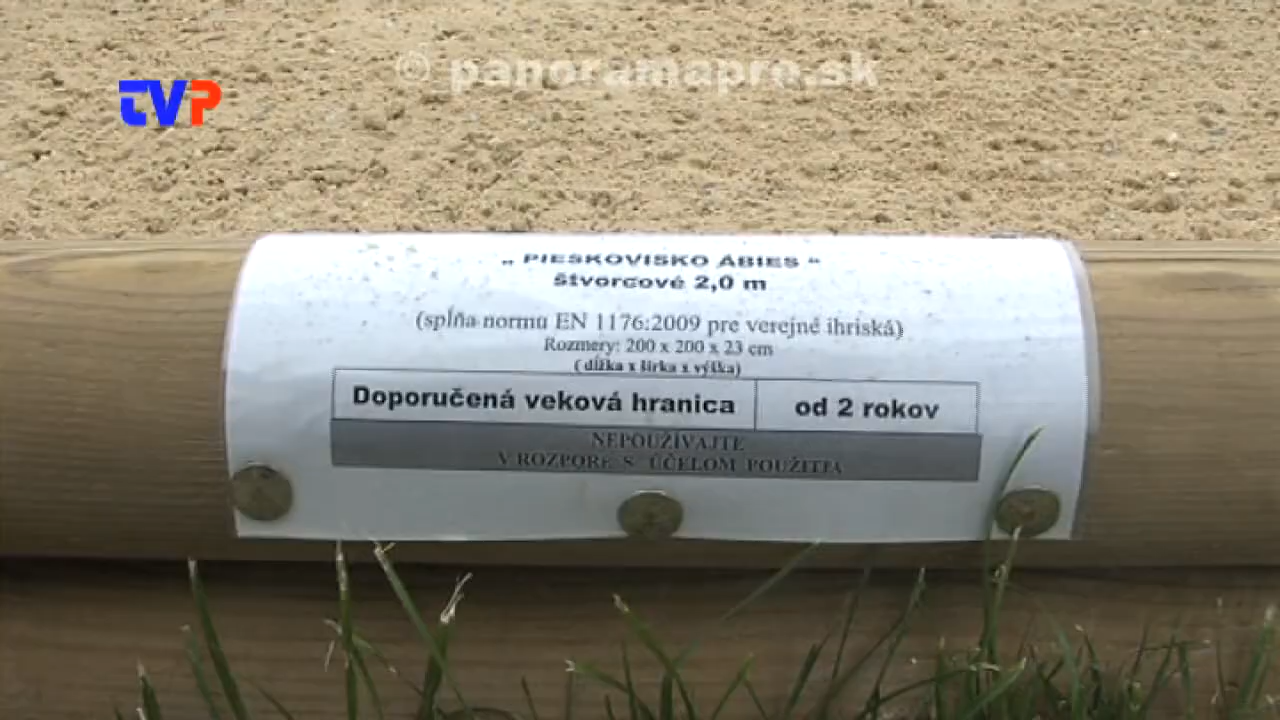 © panoramapro.sk
TVP
„ PIESKOVISKO ABIES “
štvorcové 2,0 m
(spĺňa normu EN 1176:2009 pre verejné ihriská)
Rozmery: 200 x 200 x 23 cm
( dĺžka x šírka x výška)
Doporučená veková hranica od 2 rokov
NEPOUŽÍVAJTE
V ROZPORE S ÚČELOM POUŽITIA